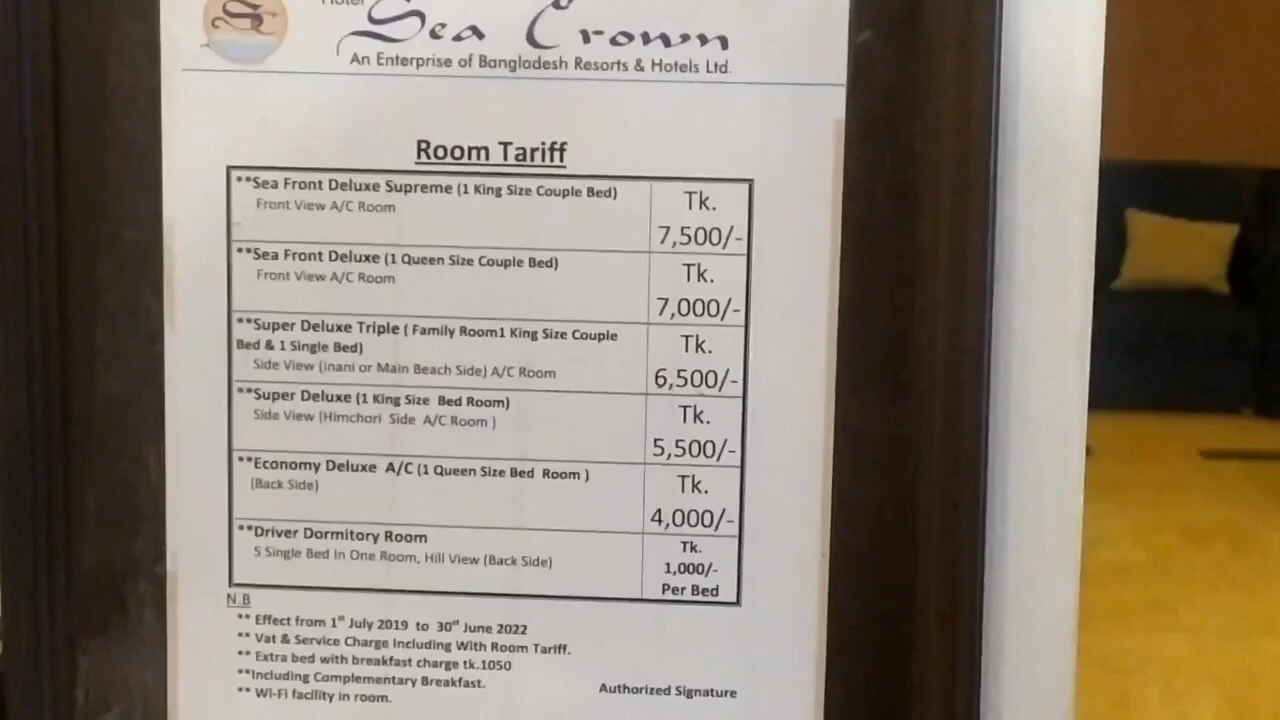 Hotel
SC
Sea Crown
An Enterprise of Bangladesh Resorts & Hotels Ltd.
Room Tariff
**Sea Front Deluxe Supreme (1 King Size Couple Bed)
Front View A/C Room
Tk.
7,500/-
**Sea Front Deluxe (1 Queen Size Couple Bed)
Front View A/C Room
Tk.
7,000/-
**Super Deluxe Triple ( Family Room1 King Size Couple
Bed & 1 Single Bed)
Side View (Inani or Main Beach Side) A/C Room
Tk.
6,500/-
**Super Deluxe (1 King Size Bed Room)
Side View (Himchori Side A/C Room )
Tk.
5,500/-
**Economy Deluxe A/C (1 Queen Size Bed Room )
(Back Side)
Tk.
4,000/-
**Driver Dormitory Room
5 Single Bed In One Room, Hill View (Back Side)
Tk.
1,000/-
Per Bed
N.B
** Effect from 1st July 2019 to 30st June 2022
** Vat & Service Charge Including With Room Tariff.
** Extra bed with breakfast charge tk.1050
**Including Complementary Breakfast.
** Wi-Fi facility in room.
Authorized Signature